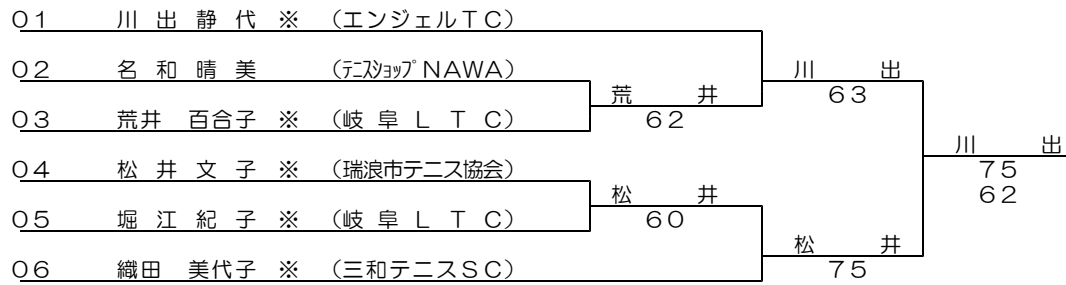 01 川出静代 ※ (エンジェルTC)
02 名和晴美 (テニスショップNAWA)
川出
荒井
63
03 荒井 百合子 ※ (岐阜LTC)
62
川出
04 松井文子 ※ (瑞浪市テニス協会)
75
松井
62
05 堀江紀子 ※ (岐阜LTC)
60
松井
06 織田 美代子 ※ (三和テニスSC)
75